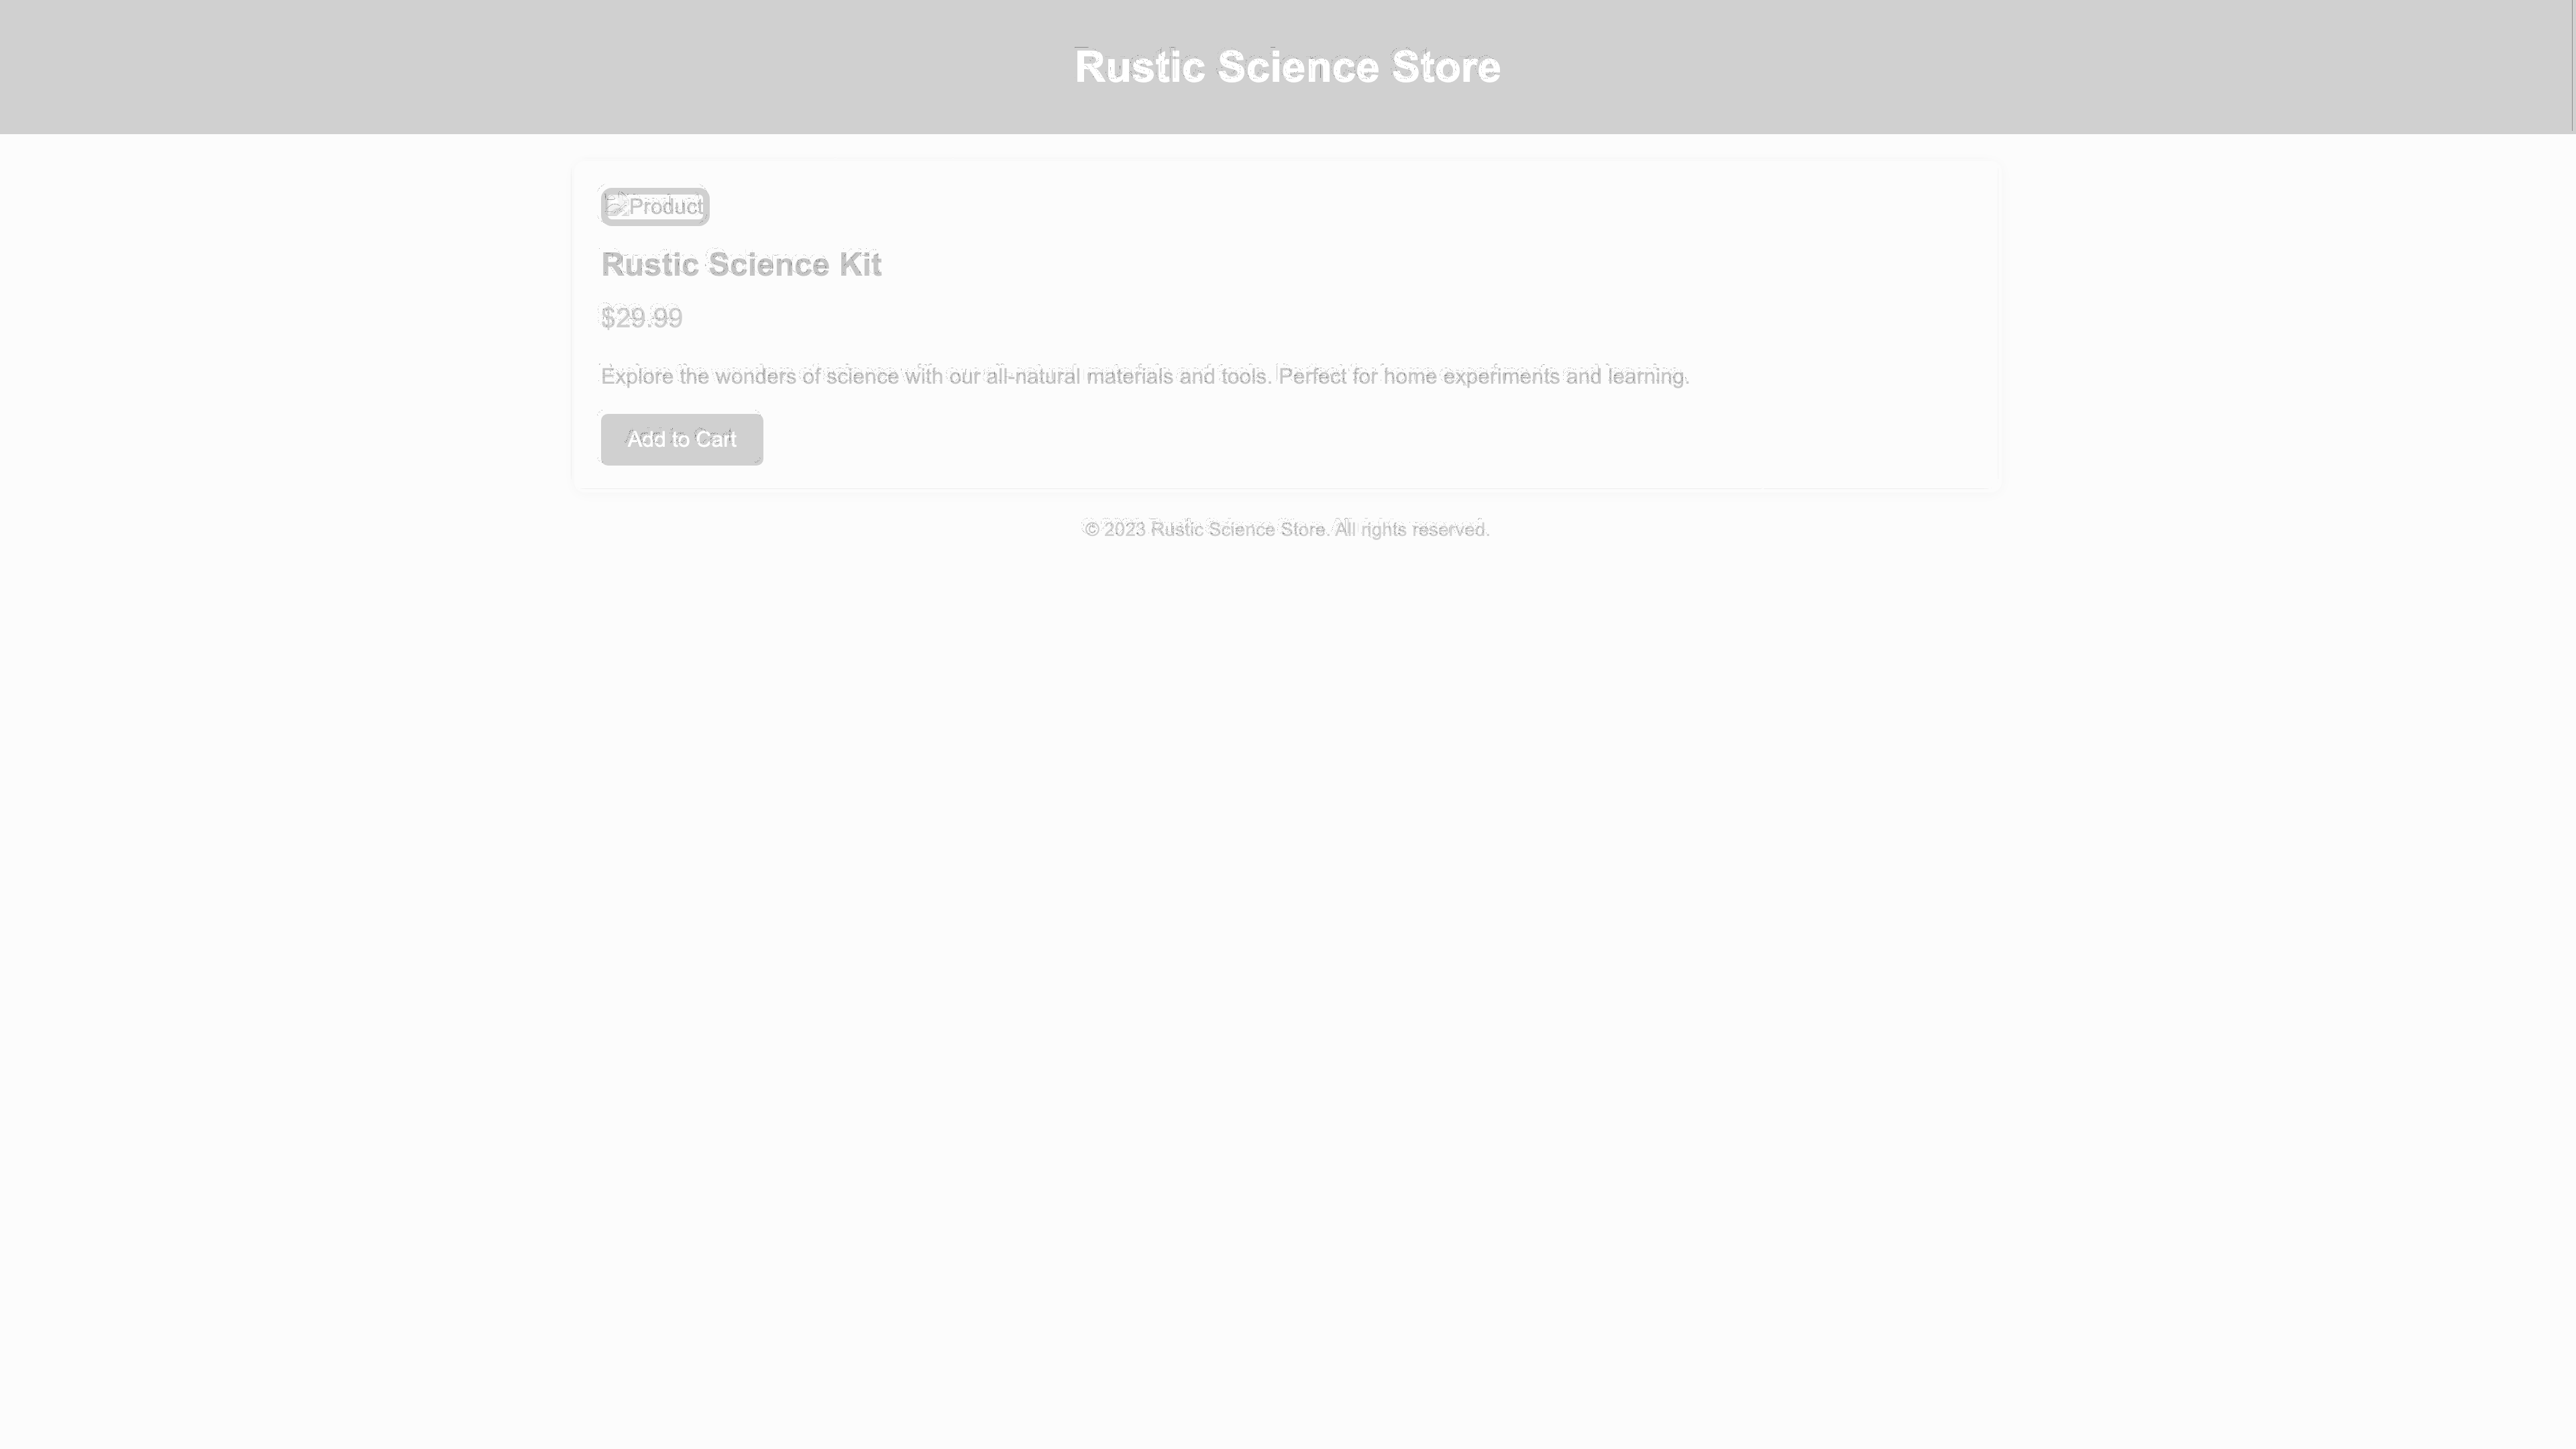 Rustic Science Store
Product
Rustic Science Kit
$29.99
Explore the wonders of science with our all-natural materials and tools. Perfect for home experiments and learning.
Add to Cart
© 2023 Rustic Science Store. All rights reserved.